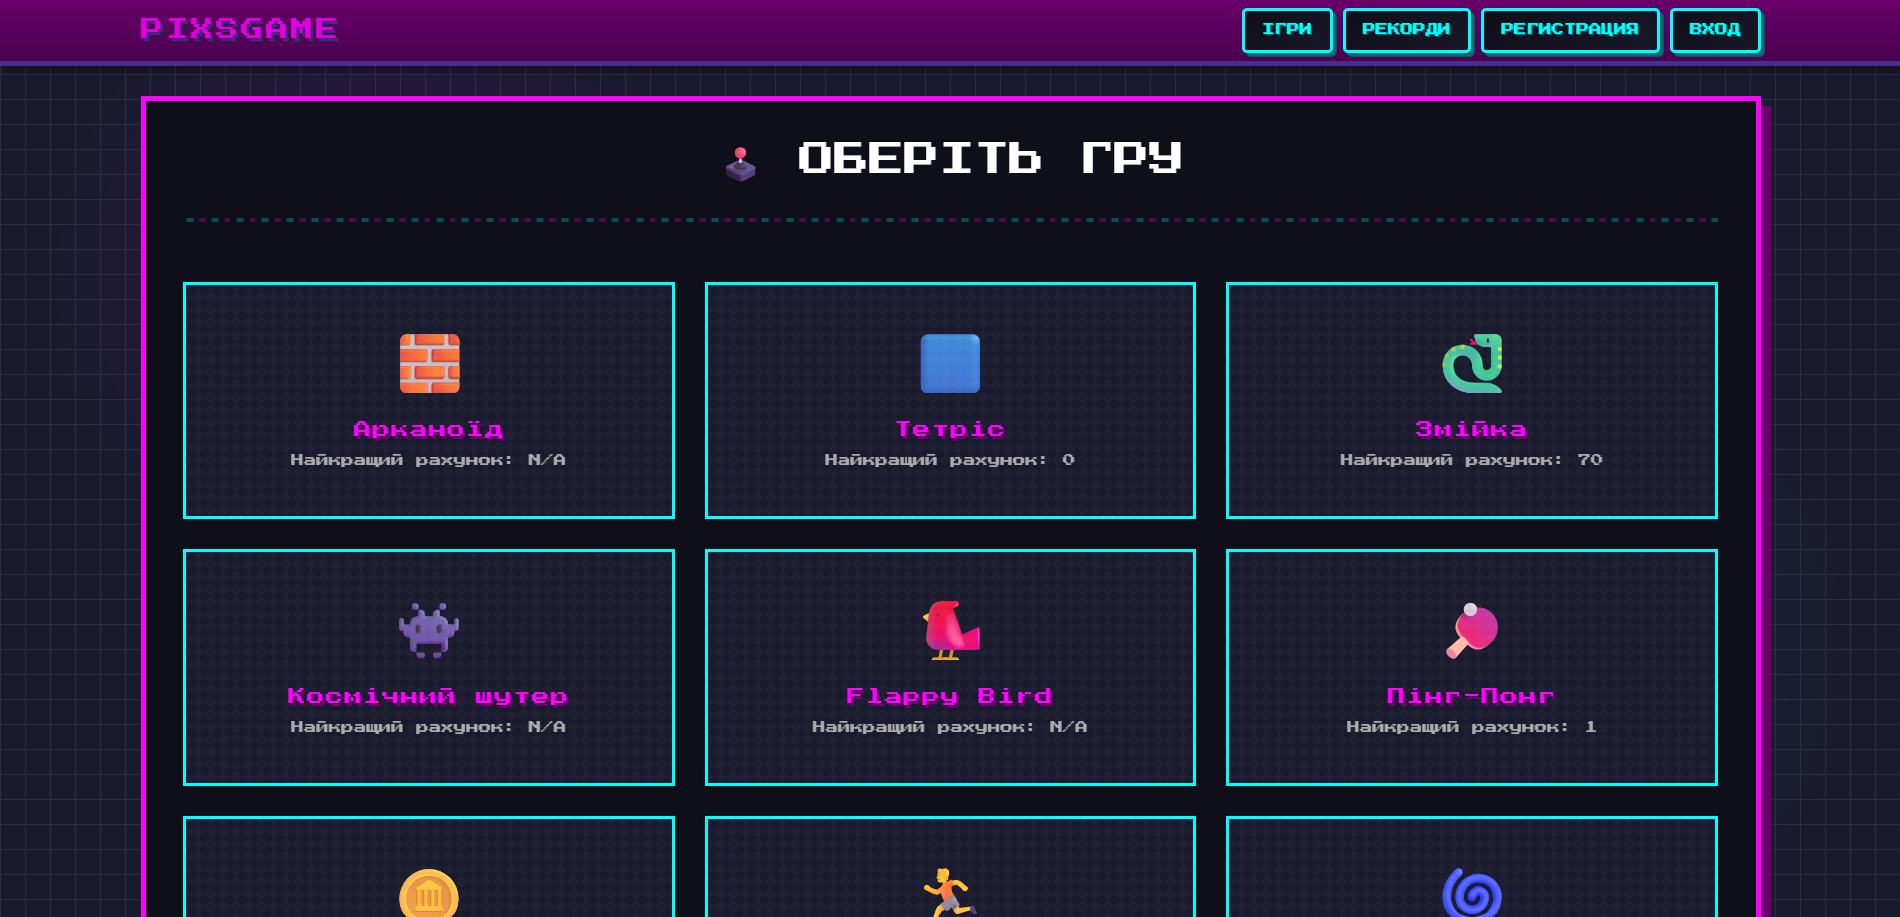 PIXSGAME
ІГРИ РЕКОРДИ РЕГИСТРАЦИЯ ВХОД
ОБЕРІТЬ ГРУ
Арканоїд
Найкращий рахунок: N/A
Тетріс
Найкращий рахунок: 0
Змійка
Найкращий рахунок: 70
Космічний шутер
Найкращий рахунок: N/A
Flappy Bird
Найкращий рахунок: N/A
Пінг-Понг
Найкращий рахунок: 1